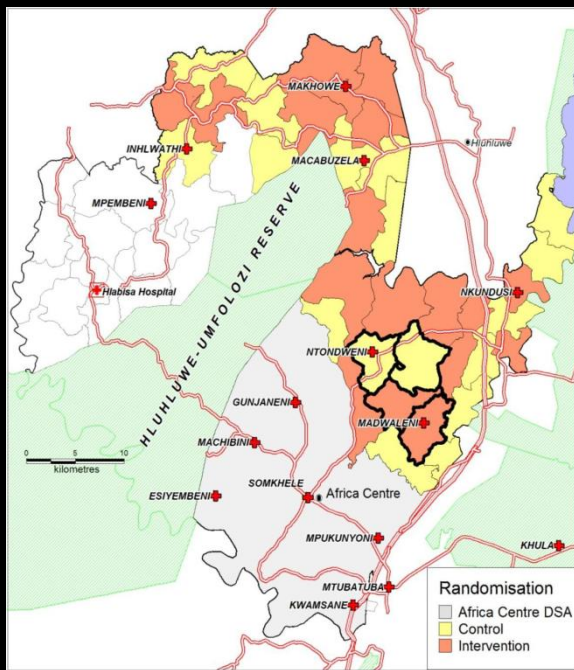 MAKHOWE
Hluhluwe
INHLWATHI
MACABUZELA
MPEMBENI
HLUHLUWE-UMFOLOZI RESERVE
Hlabisa Hospital
NKUNDUSI
NTONDWENI
GUNJANENI
MADWALENI
MACHIBINI
0 5 10
kilometres
SOMKHELE
Africa Centre
ESIYEMBENI
MPUKUNYONI
KHULA
MTUBATUBA
KWAMSANE
Randomisation
Africa Centre DSA
Control
Intervention